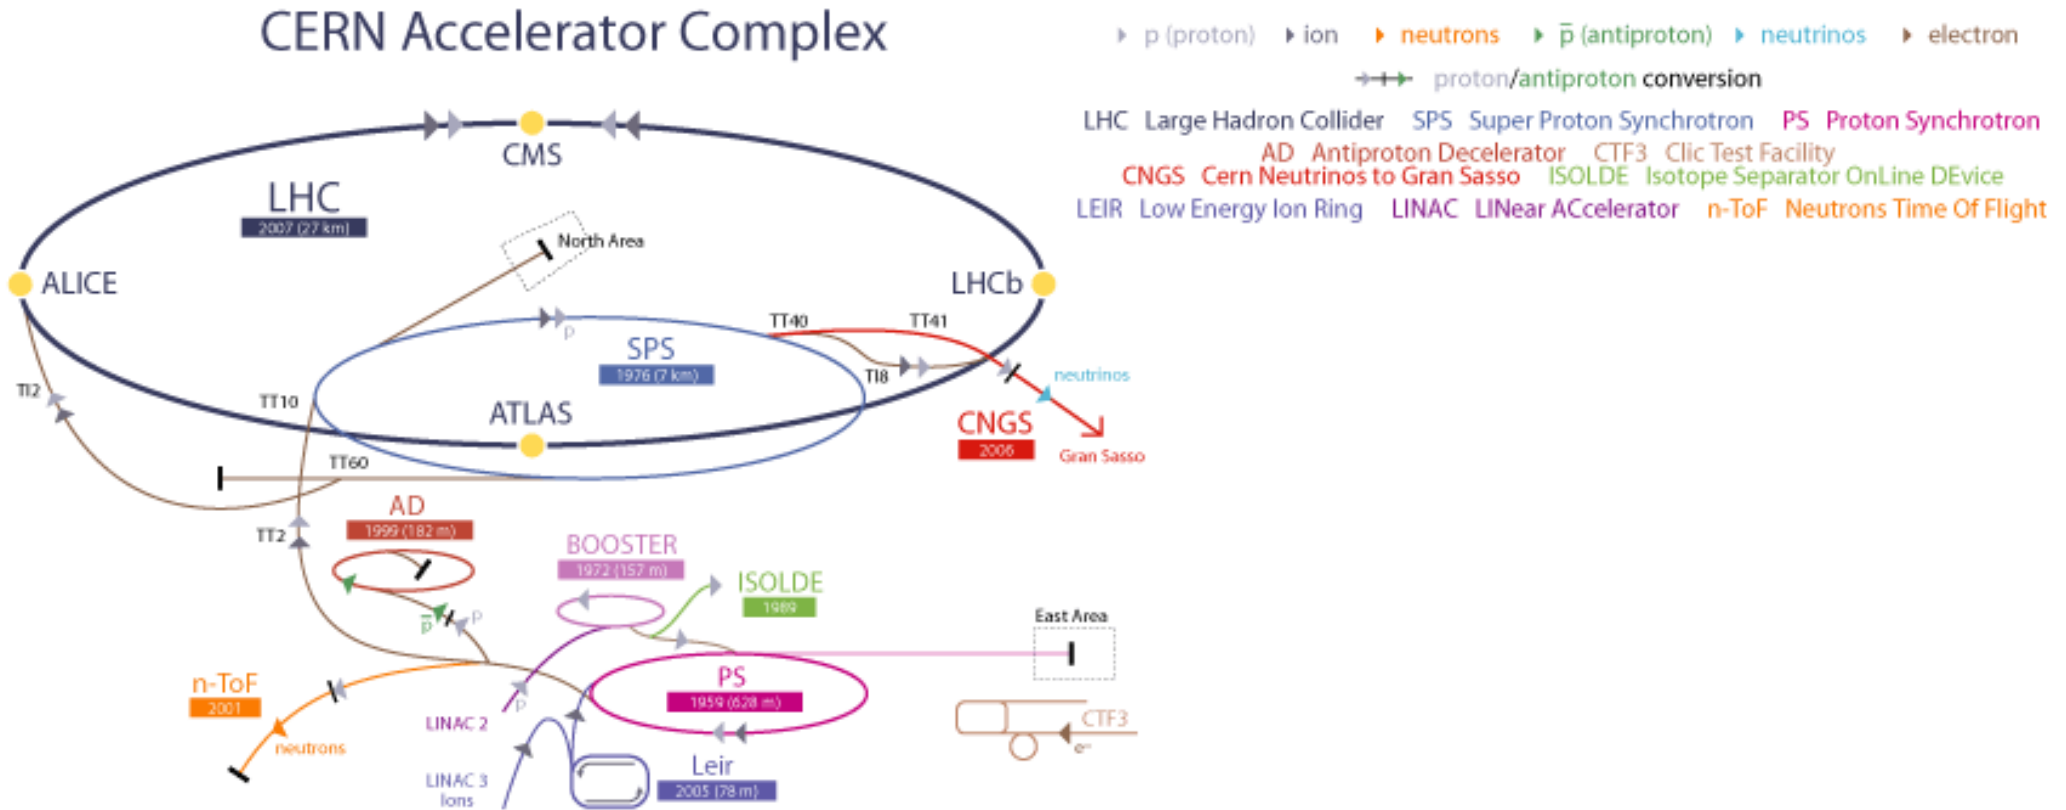 CERN Accelerator Complex
p (proton) ion neutrons p̅ (antiproton) neutrinos electron
proton/antiproton conversion
LHC Large Hadron Collider SPS Super Proton Synchrotron PS Proton Synchrotron
AD Antiproton Decelerator CTF3 Clic Test Facility
CNGS Cern Neutrinos to Gran Sasso ISOLDE Isotope Separator OnLine DEvice
LEIR Low Energy Ion Ring LINAC LINear ACcelerator n-ToF Neutrons Time Of Flight
CMS
LHC
2007 (27 km)
North Area
ALICE
LHCb
p
TT40
TT41
SPS
1976 (7 km)
TI8
neutrinos
TI2
TT10
ATLAS
CNGS
2006
Gran Sasso
TT60
AD
1999 (182 m)
TT2
BOOSTER
1972 (157 m)
ISOLDE
1989
p̅
p
East Area
n-ToF
2001
neutrons
PS
1959 (628 m)
p
LINAC 2
CTF3
e-
LINAC 3
Ions
Leir
2005 (78 m)